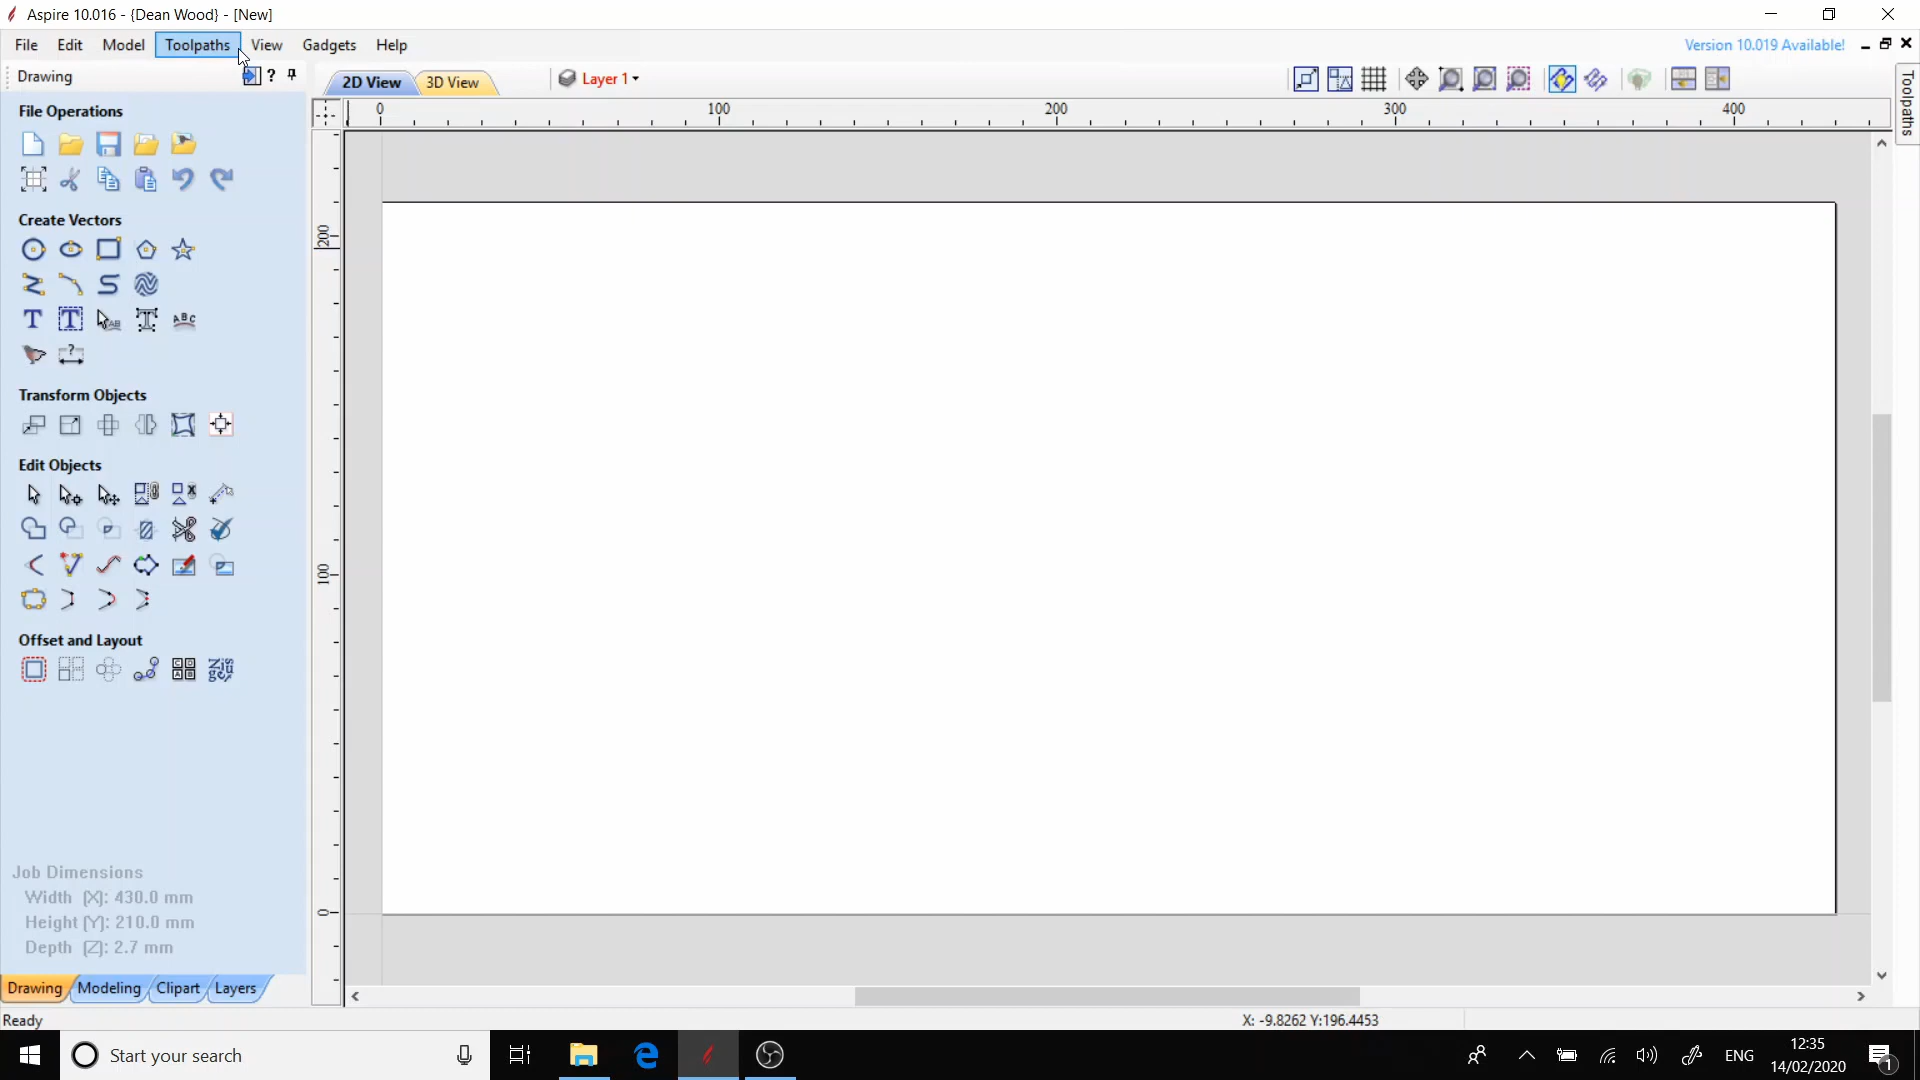 Aspire 10.016 - {Dean Wood} - [New]
File Edit Model Toolpaths View Gadgets Help
Version 10.019 Available!
Drawing
2D View 3D View Layer 1
Toolpaths
File Operations
0 100 200 300 400
Create Vectors
200
Transform Objects
Edit Objects
100
Offset and Layout
Job Dimensions
Width (X): 430.0 mm
Height (Y): 210.0 mm
0
Depth (Z): 2.7 mm
Drawing Modeling Clipart Layers
Ready
X: -9.8262 Y:196.4453
Start your search
ENG
12:35
14/02/2020
1